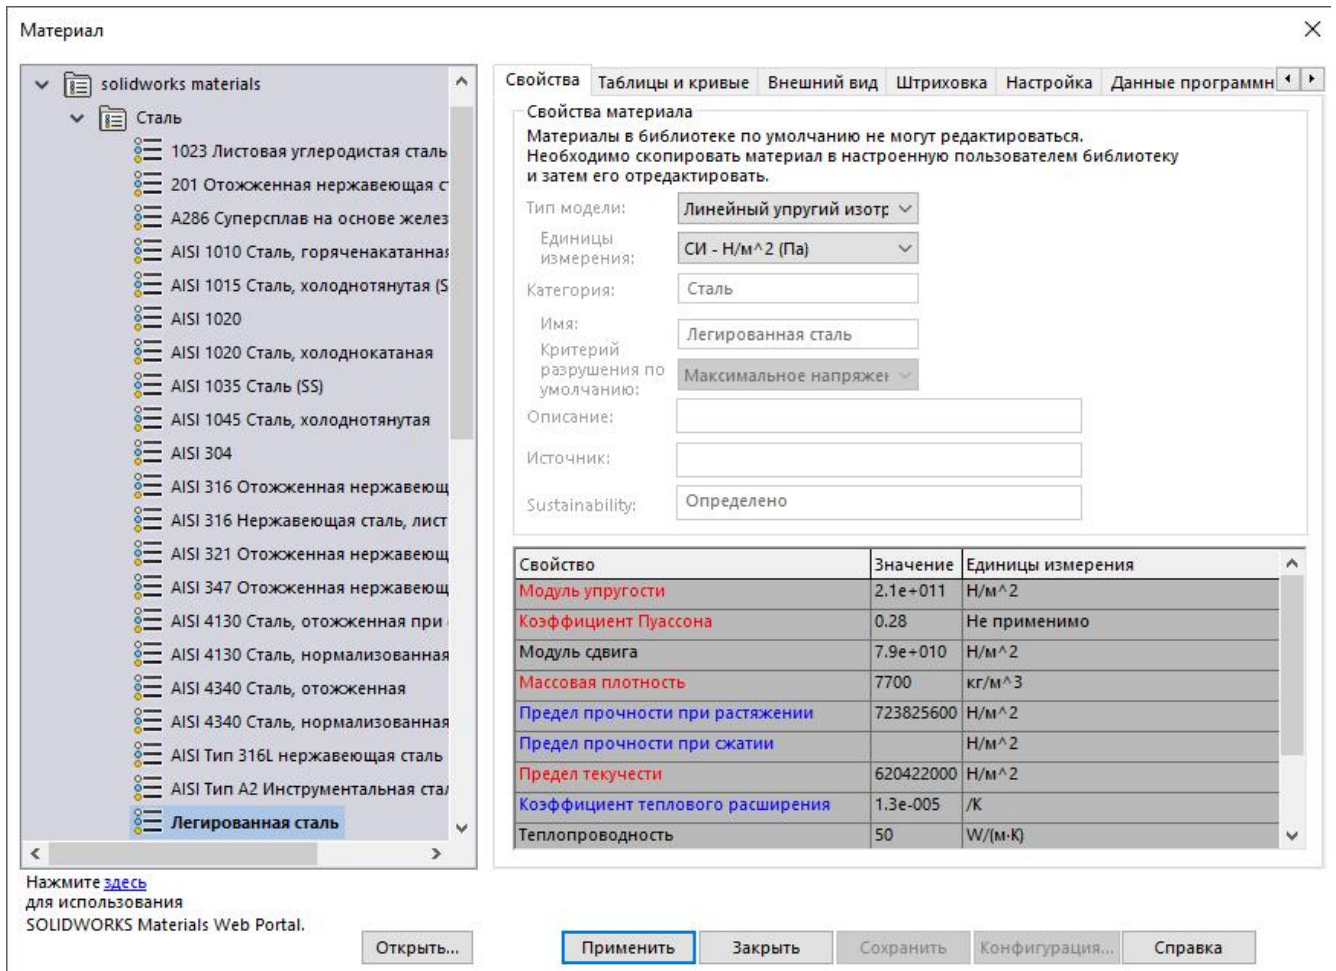 Материал
solidworks materials
Сталь
1023 Листовая углеродистая сталь
201 Отожженная нержавеющая ст
A286 Суперсплав на основе желез
AISI 1010 Сталь, горяченакатанная
AISI 1015 Сталь, холоднотянутая (S
AISI 1020
AISI 1020 Сталь, холоднокатаная
AISI 1035 Сталь (SS)
AISI 1045 Сталь, холоднотянутая
AISI 304
AISI 316 Отожженная нержавеющ
AISI 316 Нержавеющая сталь, лист
AISI 321 Отожженная нержавеющ
AISI 347 Отожженная нержавеющ
AISI 4130 Сталь, отожженная при
AISI 4130 Сталь, нормализованная
AISI 4340 Сталь, отожженная
AISI 4340 Сталь, нормализованная
AISI Тип 316L нержавеющая сталь
AISI Тип A2 Инструментальная стал
Легированная сталь
Нажмите здесь
для использования
SOLIDWORKS Materials Web Portal.
Открыть...
Свойства Таблицы и кривые Внешний вид Штриховка Настройка Данные программн
Свойства материала
Материалы в библиотеке по умолчанию не могут редактироваться.
Необходимо скопировать материал в настроенную пользователем библиотеку
и затем его отредактировать.
Тип модели: Линейный упругий изотр
Единицы
измерения: СИ - Н/м^2 (Па)
Категория: Сталь
Имя: Легированная сталь
Критерий
разрушения по
умолчанию: Максимальное напряжен
Описание:
Источник:
Sustainability: Определено
Свойство Значение Единицы измерения
Модуль упругости 2.1e+011 Н/м^2
Коэффициент Пуассона 0.28 Не применимо
Модуль сдвига 7.9e+010 Н/м^2
Массовая плотность 7700 кг/м^3
Предел прочности при растяжении 723825600 Н/м^2
Предел прочности при сжатии Н/м^2
Предел текучести 620422000 Н/м^2
Коэффициент теплового расширения 1.3e-005 /K
Теплопроводность 50 W/(м·K)
Применить Закрыть Сохранить Конфигурация... Справка